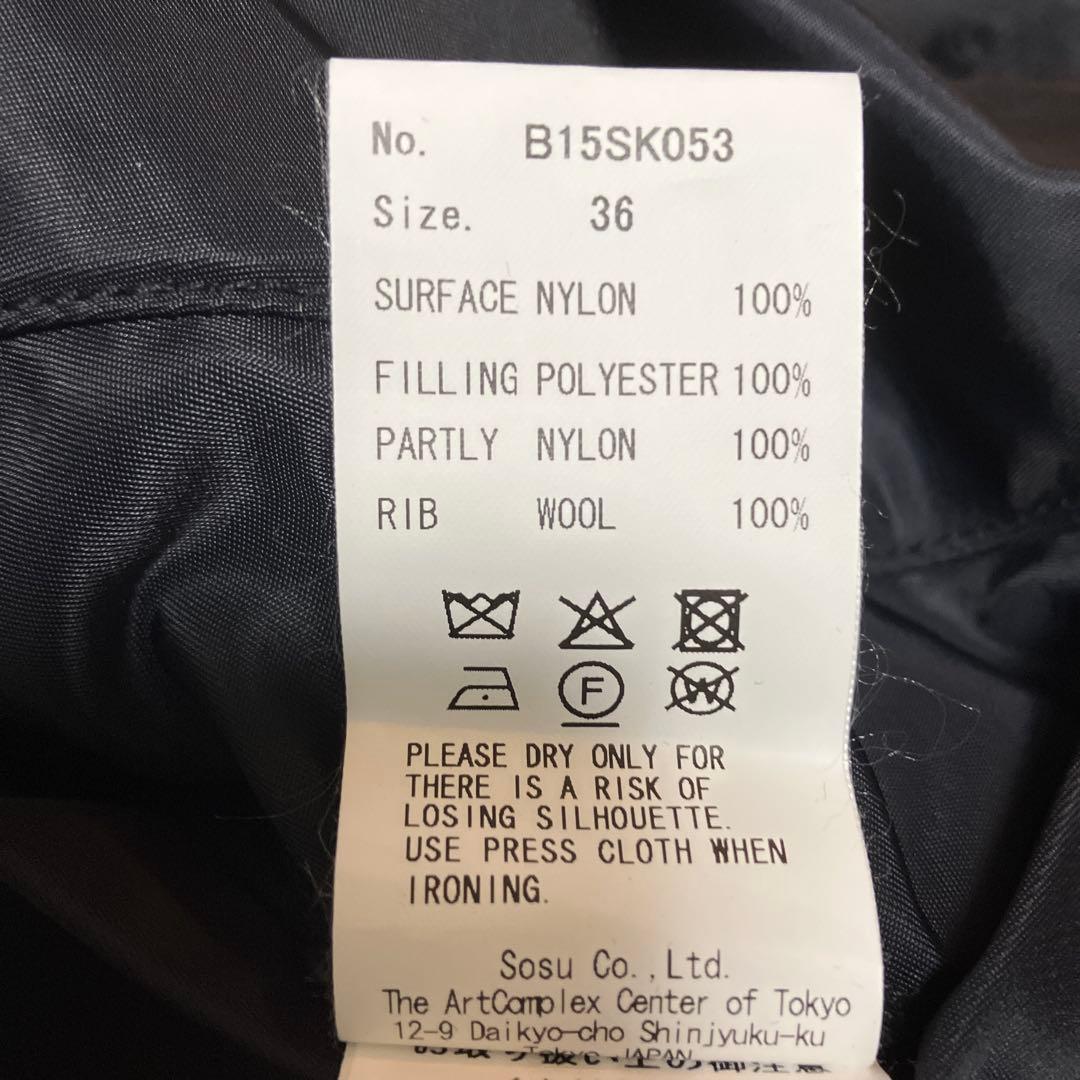 No. B15SK053
Size. 36
SURFACE NYLON 100%
FILLING POLYESTER 100%
PARTLY NYLON 100%
RIB WOOL 100%
F
W
PLEASE DRY ONLY FOR
THERE IS A RISK OF
LOSING SILHOUETTE.
USE PRESS CLOTH WHEN
IRONING.
Sosu Co.,Ltd.
The ArtComplex Center of Tokyo
12-9 Daikyo-cho Shinjyuku-ku
JAPAN